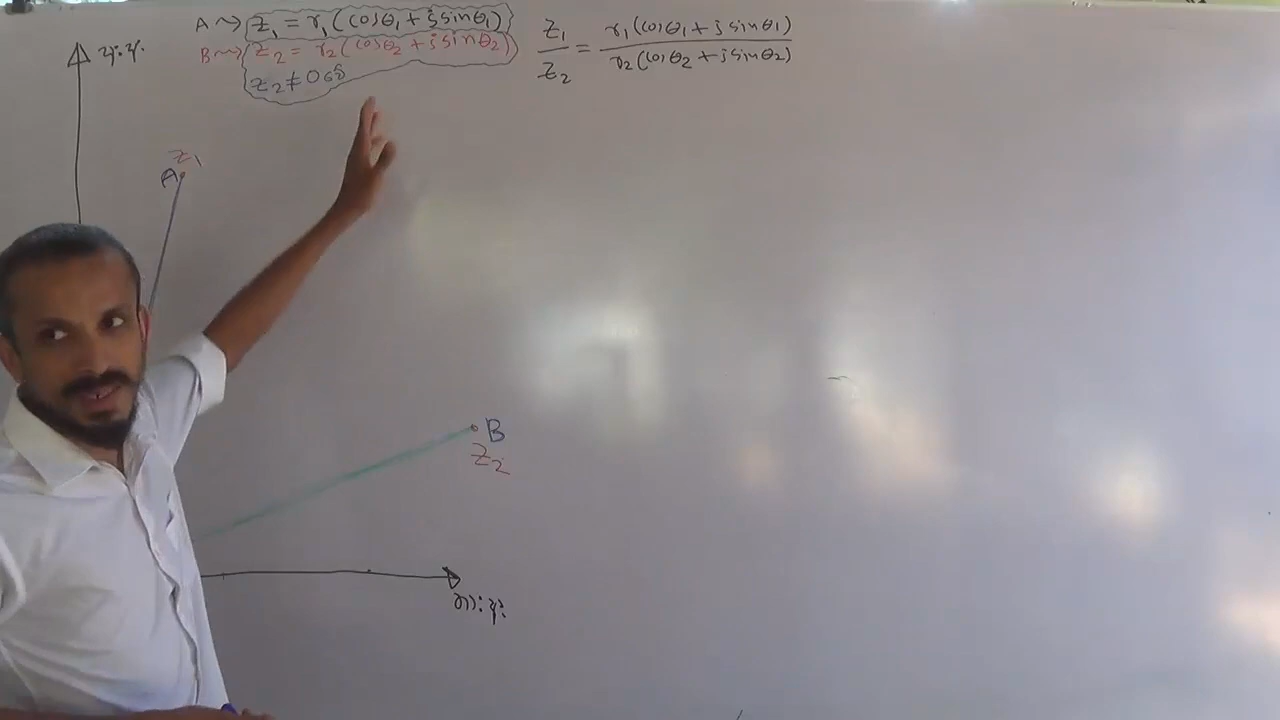 A ⇝ z₁ = r₁(cosθ₁ + j sinθ₁)
B ⇝ z₂ = r₂(cosθ₂ + j sinθ₂)
z₂ ≠ 0
z₁/z₂ = r₁(cosθ₁ + j sinθ₁)/r₂(cosθ₂ + j sinθ₂)
z₁
A
B
z₂